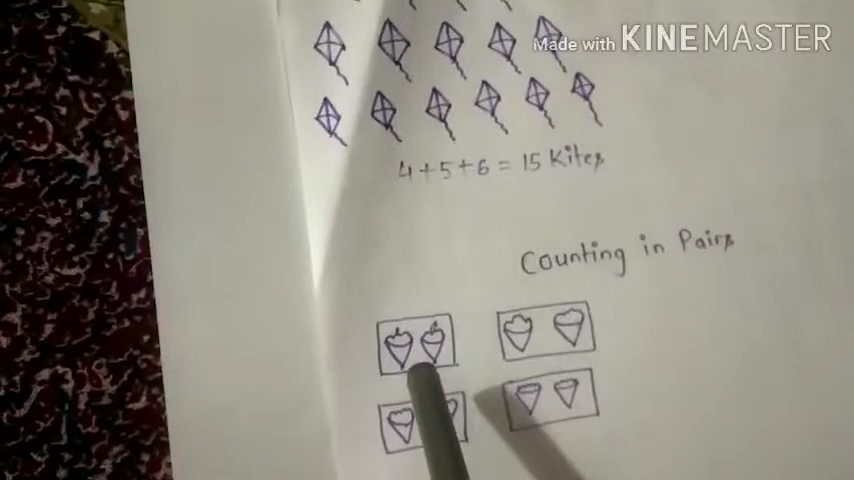 Made with KINEMASTER
4+5+6 = 15 Kites
Counting in Pairs